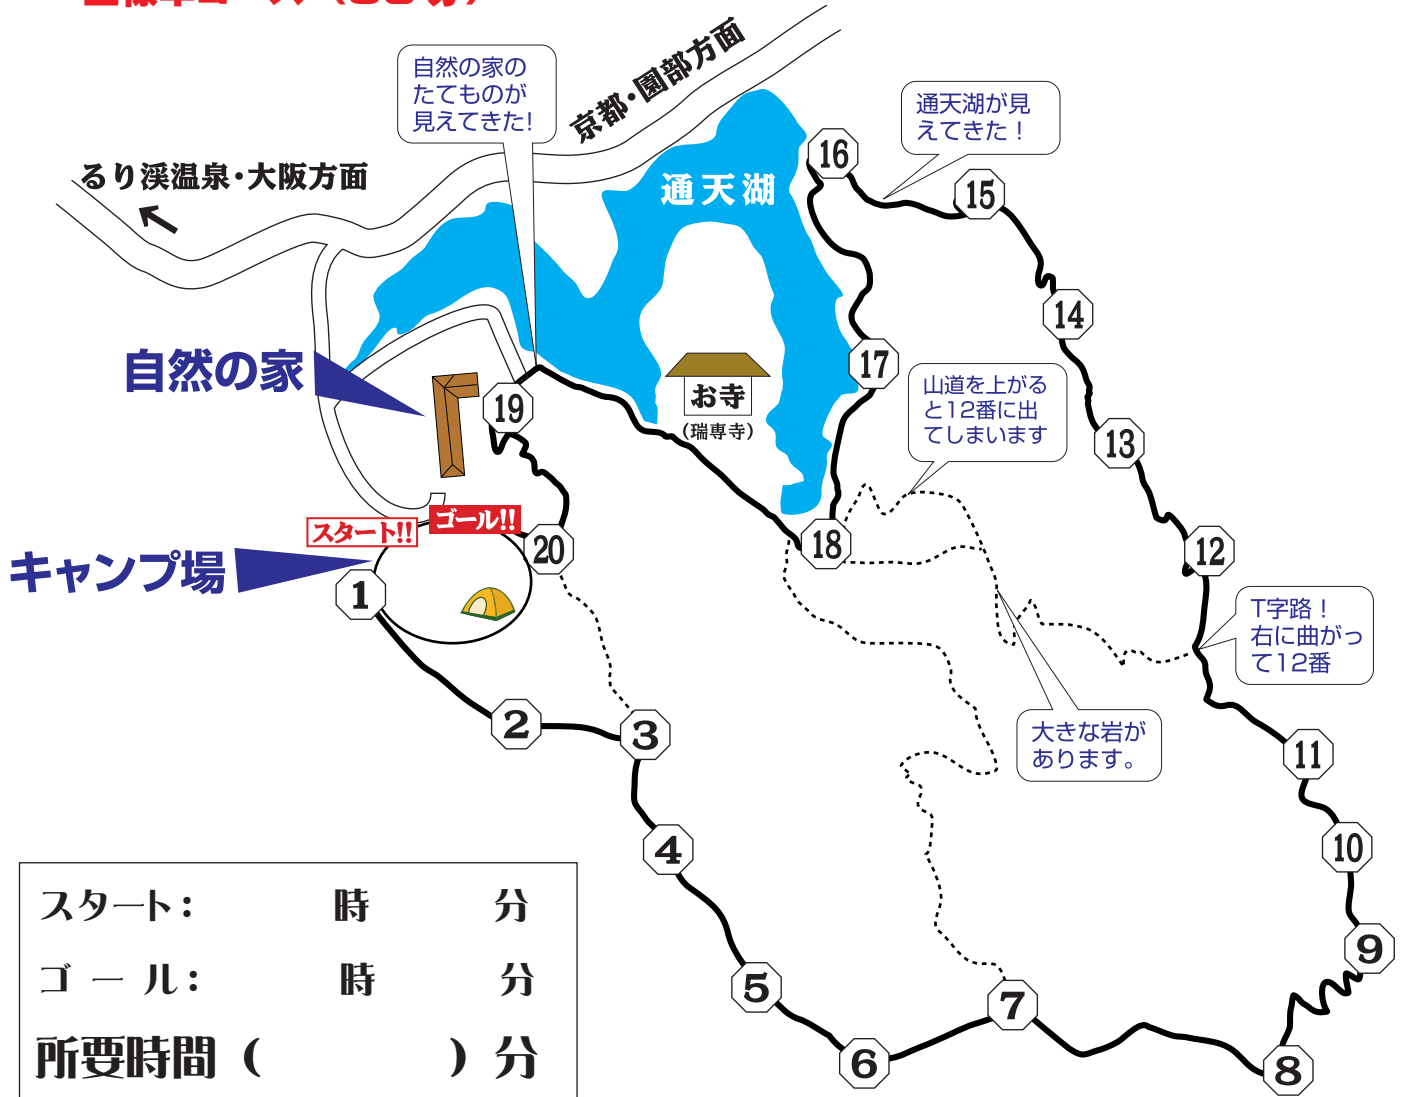 自然の家の
たてものが
見えてきた!
京都・園部方面
通天湖が見
えてきた！
るり渓温泉・大阪方面
通天湖
16
15
14
自然の家
19
17
お寺
(瑞専寺)
山道を上がる
と12番に出
てしまいます
13
スタート!!
ゴール!!
20
18
12
キャンプ場
1
T字路！
右に曲がっ
て12番
2
3
大きな岩が
あります。
11
4
10
スタート： 時 分
9
ゴール： 時 分
5
7
所要時間（ ）分
6
8